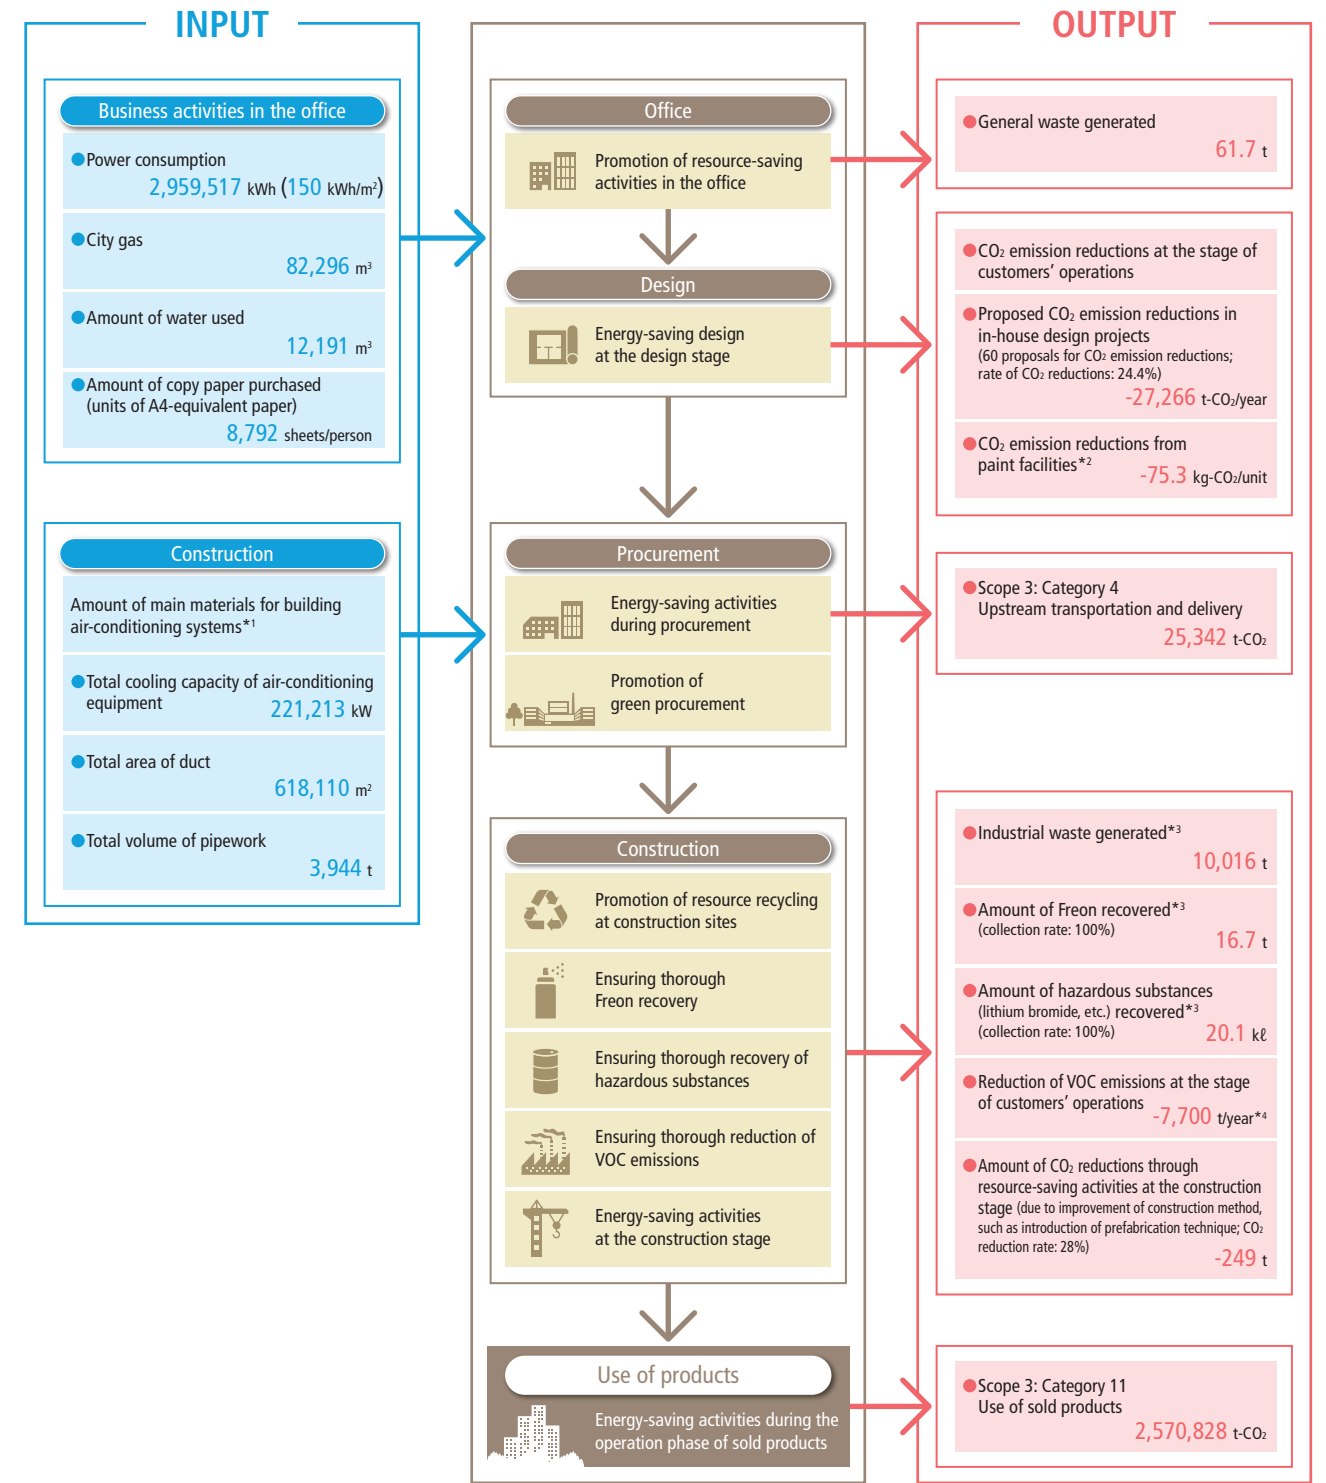 INPUT
Business activities in the office
●Power consumption
2,959,517 kWh (150 kWh/m²)
●City gas
82,296 m³
●Amount of water used
12,191 m³
●Amount of copy paper purchased
(units of A4-equivalent paper)
8,792 sheets/person
Construction
Amount of main materials for building
air-conditioning systems*¹
●Total cooling capacity of air-conditioning
equipment
221,213 kW
●Total area of duct
618,110 m²
●Total volume of pipework
3,944 t
Office
Promotion of resource-saving
activities in the office
Design
Energy-saving design
at the design stage
Procurement
Energy-saving activities
during procurement
Promotion of
green procurement
Construction
Promotion of resource recycling
at construction sites
Ensuring thorough
Freon recovery
Ensuring thorough recovery of
hazardous substances
Ensuring thorough reduction of
VOC emissions
Energy-saving activities
at the construction stage
Use of products
Energy-saving activities during the
operation phase of sold products
OUTPUT
●General waste generated
61.7 t
●CO₂ emission reductions at the stage of
customers’ operations
●Proposed CO₂ emission reductions in
in-house design projects
(60 proposals for CO₂ emission reductions;
rate of CO₂ reductions: 24.4%)
-27,266 t-CO₂/year
●CO₂ emission reductions from
paint facilities*²
-75.3 kg-CO₂/unit
●Scope 3: Category 4
Upstream transportation and delivery
25,342 t-CO₂
●Industrial waste generated*³
10,016 t
●Amount of Freon recovered*³
(collection rate: 100%)
16.7 t
●Amount of hazardous substances
(lithium bromide, etc.) recovered*³
(collection rate: 100%)
20.1 kℓ
●Reduction of VOC emissions at the stage
of customers’ operations
-7,700 t/year*⁴
●Amount of CO₂ reductions through
resource-saving activities at the construction
stage (due to improvement of construction method,
such as introduction of prefabrication technique; CO₂
reduction rate: 28%)
-249 t
●Scope 3: Category 11
Use of sold products
2,570,828 t-CO₂